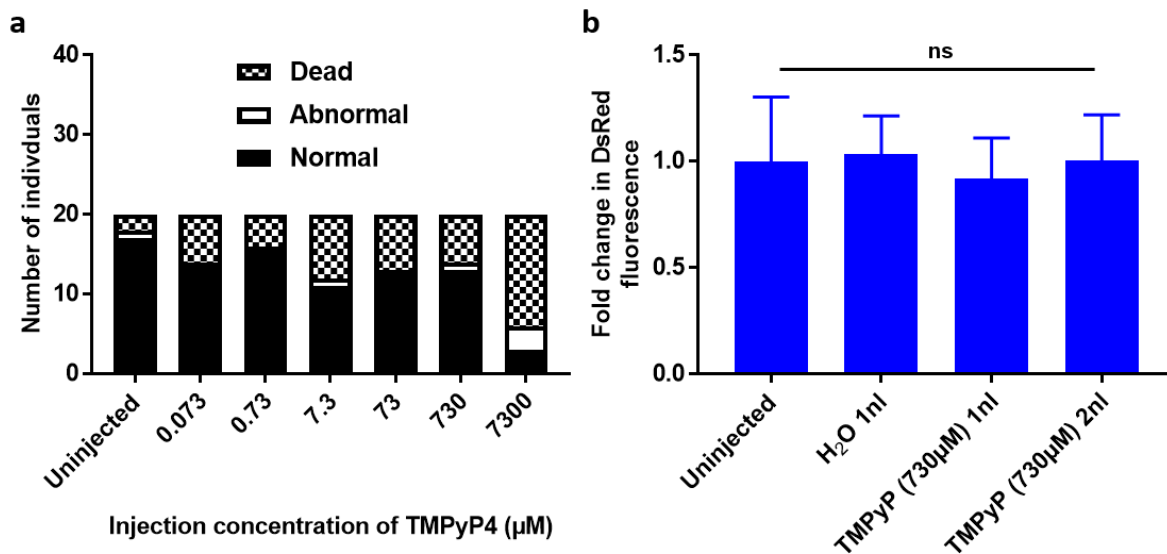 a
40
30
20
10
0
Number of indivduals
Dead
Abnormal
Normal
Uninjected
0.073
0.73
7.3
73
730
7300
Injection concentration of TMPyP4 (µM)
b
1.5
1.0
0.5
0.0
Fold change in DsRed
fluorescence
ns
Uninjected
H₂O 1nl
TMPyP (730µM) 1nl
TMPyP (730µM) 2nl